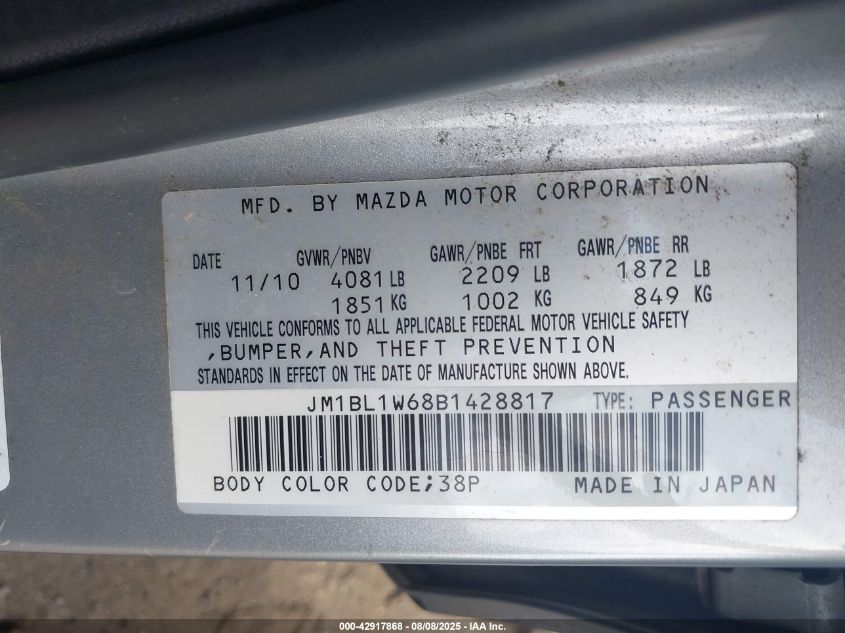 MFD. BY MAZDA MOTOR CORPORATION
DATE GVWR/PNBV GAWR/PNBE FRT GAWR/PNBE RR
11/10 4081 LB 2209 LB 1872 LB
1851 KG 1002 KG 849 KG
THIS VEHICLE CONFORMS TO ALL APPLICABLE FEDERAL MOTOR VEHICLE SAFETY
,BUMPER,AND THEFT PREVENTION
STANDARDS IN EFFECT ON THE DATE OF MANUFACTURE SHOWN ABOVE.
JM1BL1W68B1428817 TYPE: PASSENGER
BODY COLOR CODE;38P MADE IN JAPAN
000-42917868 - 08/08/2025 - IAA Inc.